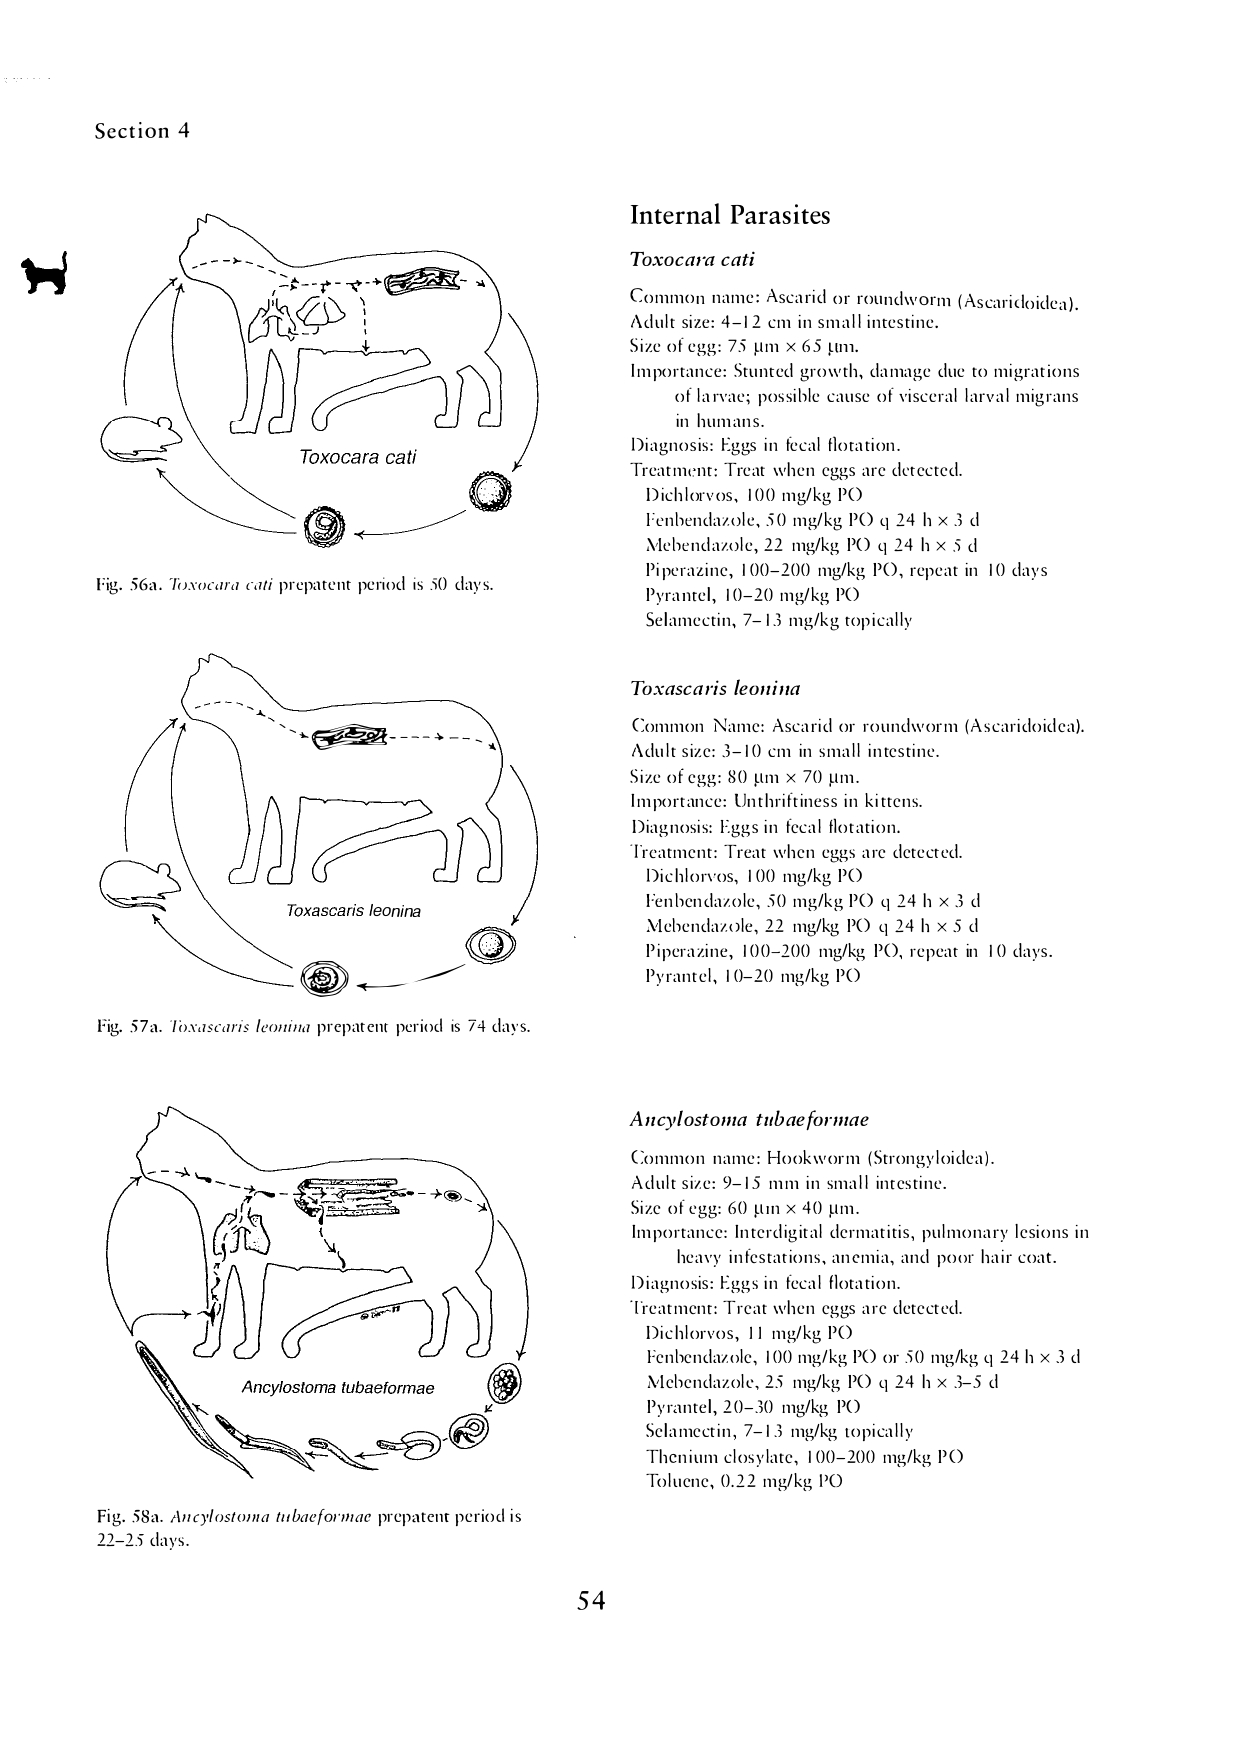 Section 4
Internal Parasites
Toxocara cati
Common name: Ascarid or roundworm (Ascaridoidea).
Adult size: 4–12 cm in small intestine.
Size of egg: 75 µm × 65 µm.
Importance: Stunted growth, damage due to migrations
of larvae; possible cause of visceral larval migrans
in humans.
Diagnosis: Eggs in fecal flotation.
Treatment: Treat when eggs are detected.
Dichlorvos, 100 mg/kg PO
Fenbendazole, 50 mg/kg PO q 24 h × 3 d
Mebendazole, 22 mg/kg PO q 24 h × 5 d
Piperazine, 100–200 mg/kg PO, repeat in 10 days
Pyrantel, 10–20 mg/kg PO
Selamectin, 7–13 mg/kg topically
Toxocara cati
Fig. 56a. Toxocara cati prepatent period is 50 days.
Toxascaris leonina
Common Name: Ascarid or roundworm (Ascaridoidea).
Adult size: 3–10 cm in small intestine.
Size of egg: 80 µm × 70 µm.
Importance: Unthriftiness in kittens.
Diagnosis: Eggs in fecal flotation.
Treatment: Treat when eggs are detected.
Dichlorvos, 100 mg/kg PO
Fenbendazole, 50 mg/kg PO q 24 h × 3 d
Mebendazole, 22 mg/kg PO q 24 h × 5 d
Piperazine, 100–200 mg/kg PO, repeat in 10 days.
Pyrantel, 10–20 mg/kg PO
Toxascaris leonina
Fig. 57a. Toxascaris leonina prepatent period is 74 days.
Ancylostoma tubaeformae
Common name: Hookworm (Strongyloidea).
Adult size: 9–15 mm in small intestine.
Size of egg: 60 µm × 40 µm.
Importance: Interdigital dermatitis, pulmonary lesions in
heavy infestations, anemia, and poor hair coat.
Diagnosis: Eggs in fecal flotation.
Treatment: Treat when eggs are detected.
Dichlorvos, 11 mg/kg PO
Fenbendazole, 100 mg/kg PO or 50 mg/kg q 24 h × 3 d
Mebendazole, 25 mg/kg PO q 24 h × 3–5 d
Pyrantel, 20–30 mg/kg PO
Selamectin, 7–13 mg/kg topically
Thenium closylate, 100–200 mg/kg PO
Toluene, 0.22 mg/kg PO
Ancylostoma tubaeformae
Fig. 58a. Ancylostoma tubaeformae prepatent period is
22–25 days.
54